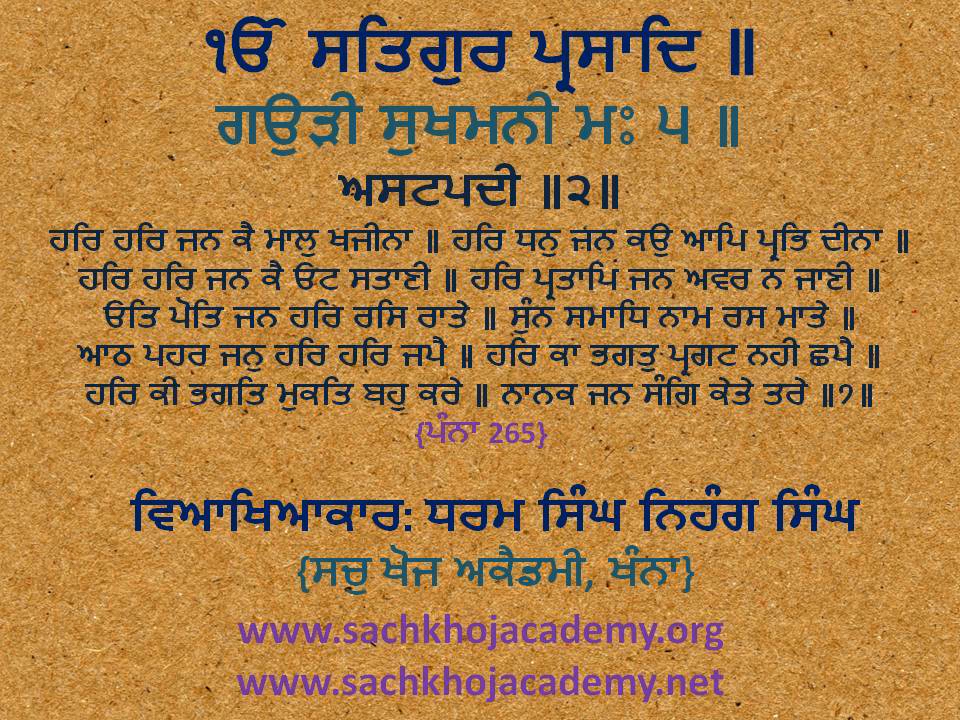 ੴ ਸਤਿਗੁਰ ਪ੍ਰਸਾਦਿ ॥
ਗਉੜੀ ਸੁਖਮਨੀ ਮਃ ੫ ॥
ਅਸਟਪਦੀ ॥੨॥
ਹਰਿ ਹਰਿ ਜਨ ਕੈ ਮਾਲੁ ਖਜੀਨਾ ॥ ਹਰਿ ਧਨੁ ਜਨ ਕਉ ਆਪਿ ਪ੍ਰਭਿ ਦੀਨਾ ॥
ਹਰਿ ਹਰਿ ਜਨ ਕੈ ਓਟ ਸਤਾਣੀ ॥ ਹਰਿ ਪ੍ਰਤਾਪਿ ਜਨ ਅਵਰ ਨ ਜਾਣੀ ॥
ਓਤਿ ਪੋਤਿ ਜਨ ਹਰਿ ਰਸਿ ਰਾਤੇ ॥ ਸੁੰਨ ਸਮਾਧਿ ਨਾਮ ਰਸ ਮਾਤੇ ॥
ਆਠ ਪਹਰ ਜਨੁ ਹਰਿ ਹਰਿ ਜਪੈ ॥ ਹਰਿ ਕਾ ਭਗਤੁ ਪ੍ਰਗਟ ਨਹੀ ਛਪੈ ॥
ਹਰਿ ਕੀ ਭਗਤਿ ਮੁਕਤਿ ਬਹੁ ਕਰੇ ॥ ਨਾਨਕ ਜਨ ਸੰਗਿ ਕੇਤੇ ਤਰੇ ॥੭॥
{ਪੰਨਾ 265}
ਵਿਆਖਿਆਕਾਰ: ਧਰਮ ਸਿੰਘ ਨਿਹੰਗ ਸਿੰਘ
{ਸਚੁ ਖੋਜ ਅਕੈਡਮੀ, ਖੰਨਾ}
www.sachkhojacademy.org
www.sachkhojacademy.net